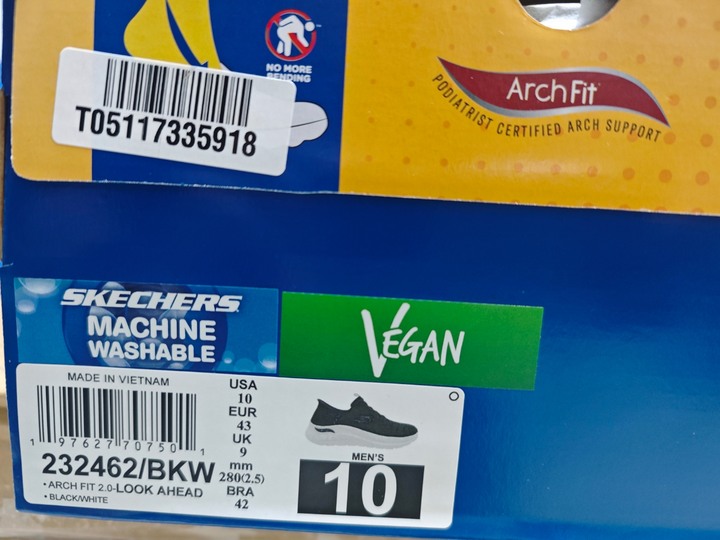 NO MORE
BENDING
T05117335918
ArchFit
PODIATRIST CERTIFIED ARCH SUPPORT
SKECHERS
MACHINE
WASHABLE
VEGAN
MADE IN VIETNAM
1 97627 70750 1
232462/BKW
• ARCH FIT 2.0-LOOK AHEAD
• BLACK/WHITE
USA
10
EUR
43
UK
9
mm
280(2.5)
BRA
42
MEN'S
10